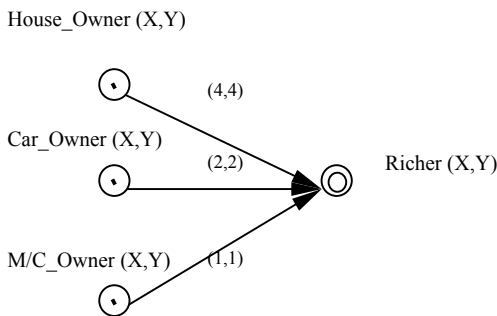 House_Owner (X,Y)
(4,4)
Car_Owner (X,Y)
(2,2)
Richer (X,Y)
M/C_Owner (X,Y)
(1,1)